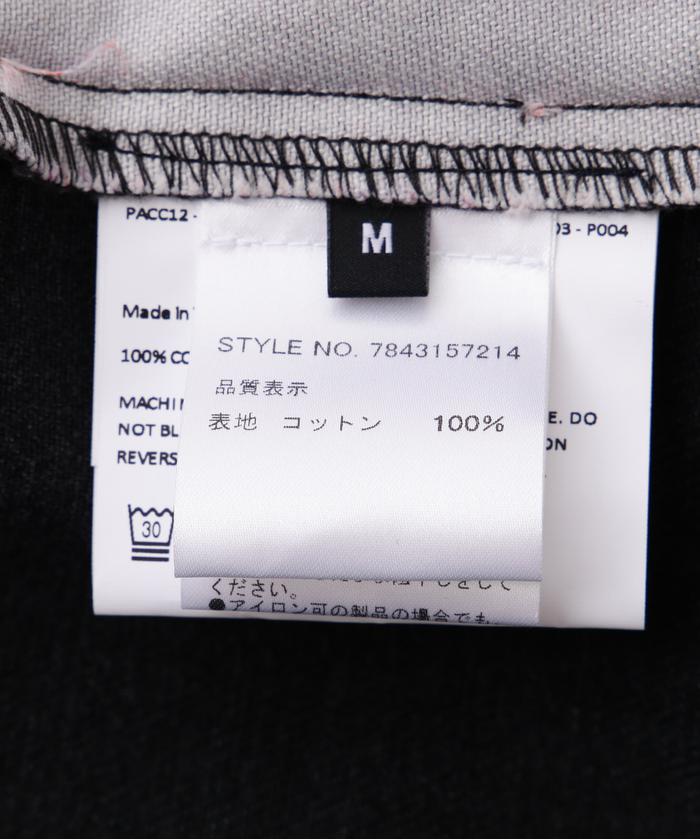 PACC12 -
M
3 - P004
Made in
STYLE NO. 7843157214
100% CO
品質表示
MACHI
表地 コットン 100%
E. DO
NOT BL
ON
REVERS
30
ください。
●アイロン可の製品の場合でも、